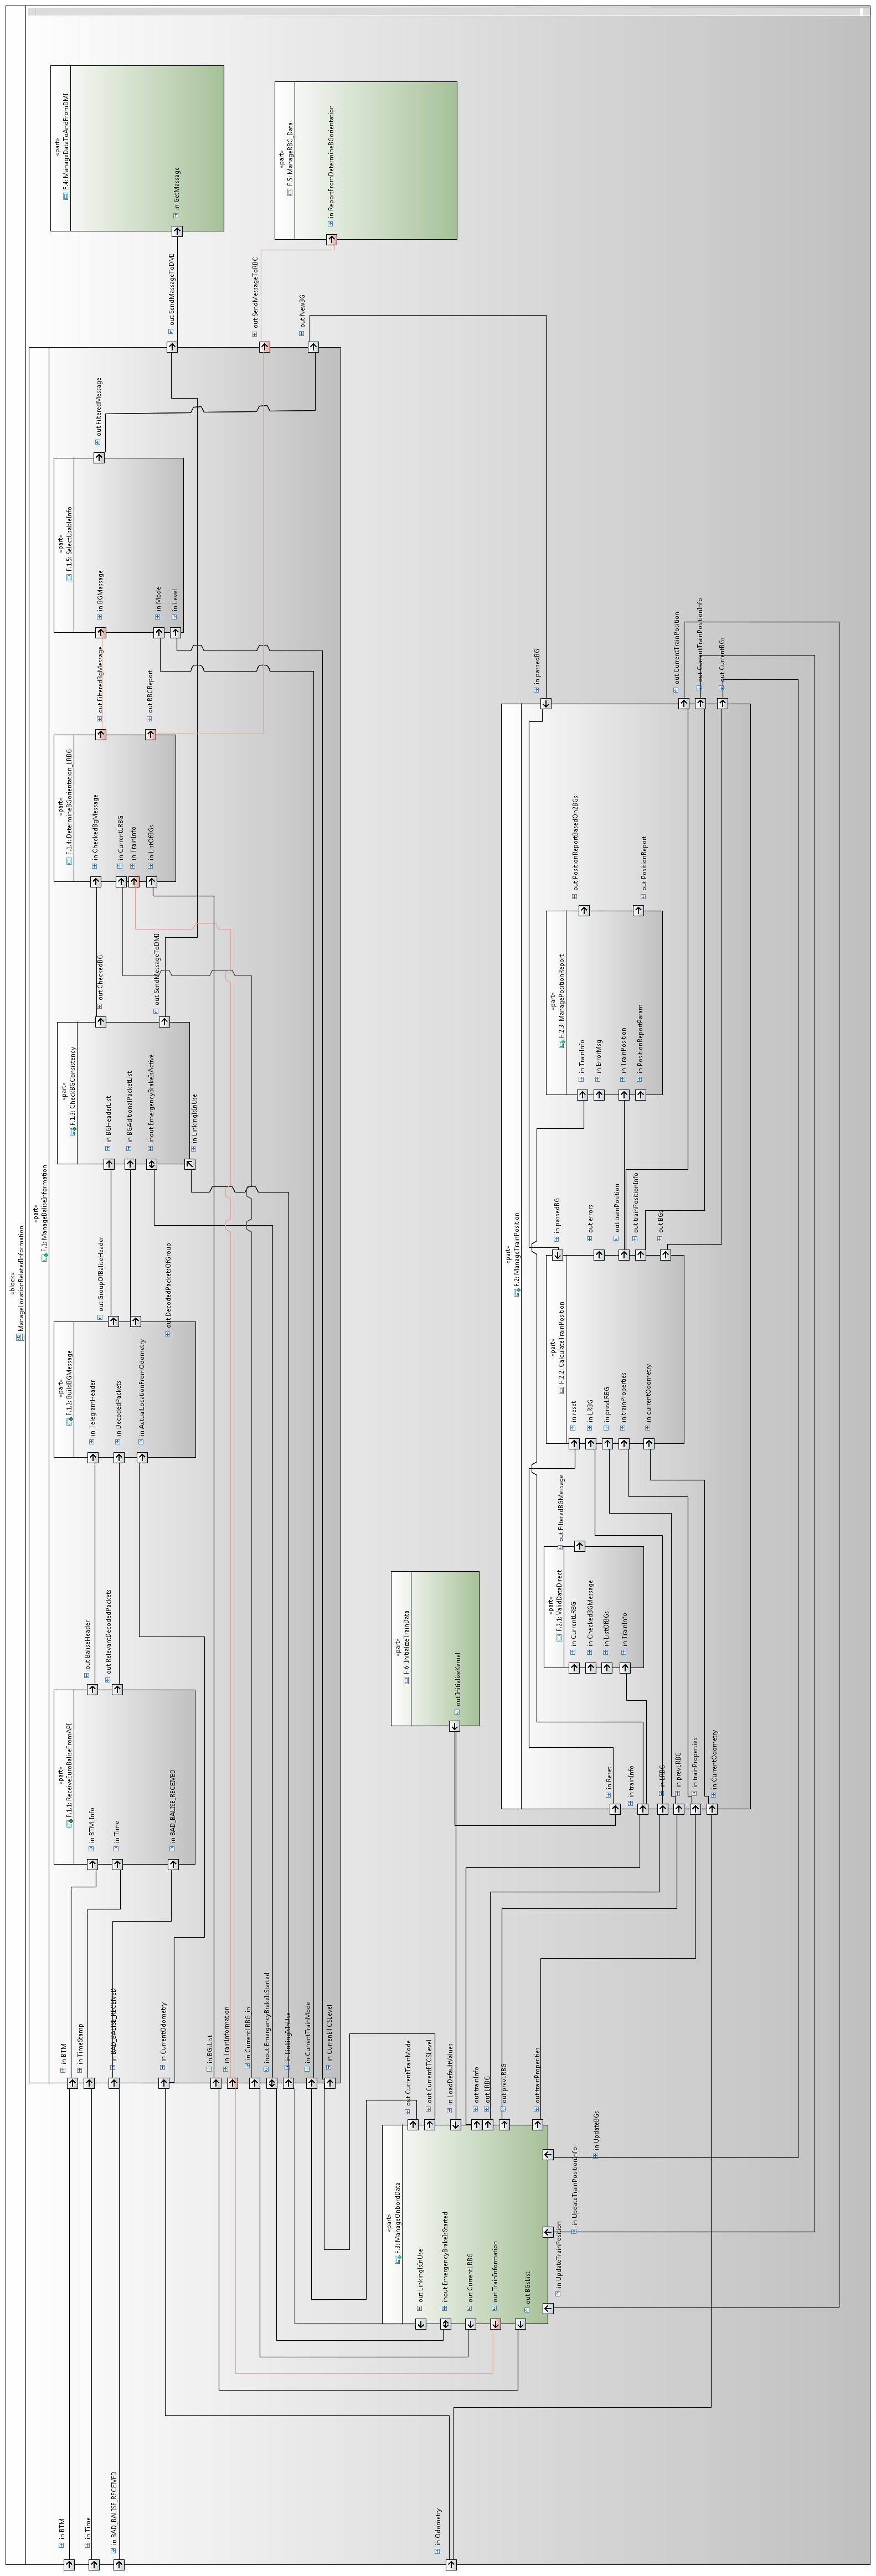 «block»
ManageLocationRelatedInformation
in BTM
in Time
in BAD_BALISE_RECEIVED
in Odometry
«part»
F.1: ManageBaliseInformation
in BTM
in TimeStamp
in BAD_BALISE_RECEIVED
in CurrentOdometry
in BGsList
in TrainInformation
in CurrentLRBG_in
inout EmergancyBrakeIsStarted
in LinkingIsInUse
in CurrentTrainMode
in CurrenETCSLevel
out SendMassageToDMI
out SendMessageToRBC
out NewBG
«part»
F.1.1: ReceiveEuroBaliseFromAPI
in BTM_Info
in Time
in BAD_BALISE_RECEIVED
out BaliseHeader
out RelevantDecodedPackets
«part»
F.1.2: BuildBGMessage
in TelegramHeader
in DecodedPackets
in ActualLocationFromOdometry
out GroupOfBaliseHeader
out DecodedPacketsOfGroup
«part»
F.1.3: CheckBGConsistency
in BGHeaderList
in BGAditionalPacketList
inout EmergencyBrakeIsActive
in LinkingIsInUse
out CheckedBG
out SendMessageToDMI
«part»
F.1.4: DetermineBGorientation_LRBG
in CheckedBgMessage
in CurrentLRBG
in TrainInfo
in ListOfBGs
out FilteredBgMessage
out RBCReport
«part»
F.1.5: SelectUsableInfo
in BGMassage
in Mode
in Level
out FilteredMessage
«part»
F.4: ManageDataToAndFromDMI
in GetMassage
«part»
F.5: ManageRBC_Data
in ReportFromDetermineBGorientation
«part»
F.3: ManageOnbordData
out LinkingIsInUse
inout EmergencyBrakeIsStarted
out CurrentLRBG
out TrainInformation
out BGsList
out CurrentTrainMode
out CurrentETCSLevel
in LoadDefaultValues
out trainInfo
out LRBG
out prevLRBG
out trainProperties
in UpdateTrainPosition
in UpdateTrainPositionInfo
in UpdateBGs
«part»
F.6: InitializeTrainData
out InitializeKernel
«part»
F.2: ManageTrainPosition
in Reset
in trainInfo
in LRBG
in prevLRBG
in trainProperties
in CurrentOdometry
in passedBG
out CurrentTrainPosition
out CurrentTrainPositionInfo
out CurrentBGs
«part»
F.2.1: ValidDataDirect
in CurrentLRBG
in CheckedBGMessage
in ListOfBGs
in TrainInfo
out FilteredBGMessage
«part»
F.2.2: CalculateTrainPosition
in reset
in LRBG
in prevLRBG
in trainProperties
in currentOdometry
in passedBG
out errors
out trainPosition
out trainPositionInfo
out BGs
«part»
F.2.3: ManagePositionReport
in TrainInfo
in ErrorMsg
in TrainPosition
in PositionReportParam
out PositionReportBasedOn2BGs
out PositionReport